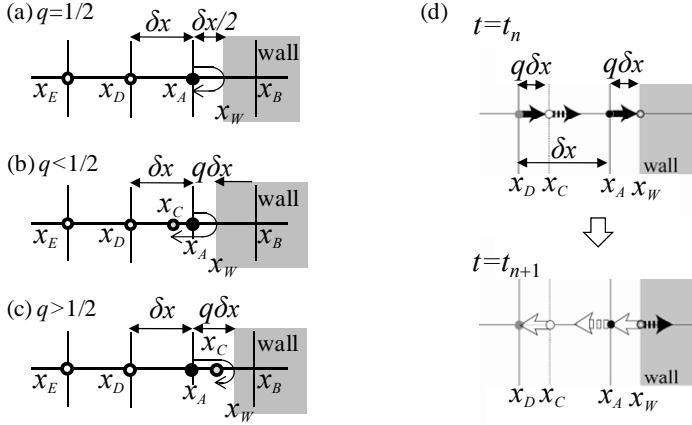 (a) q=1/2
δx δx/2
wall
x_E x_D x_A x_W x_B
(b) q<1/2
δx qδx
wall
x_C
x_E x_D x_A x_W x_B
(c) q>1/2
δx qδx
wall
x_C
x_E x_D x_A x_W x_B
(d)
t=t_n
qδx qδx
δx
wall
x_D x_C x_A x_W
t=t_{n+1}
wall
x_D x_C x_A x_W